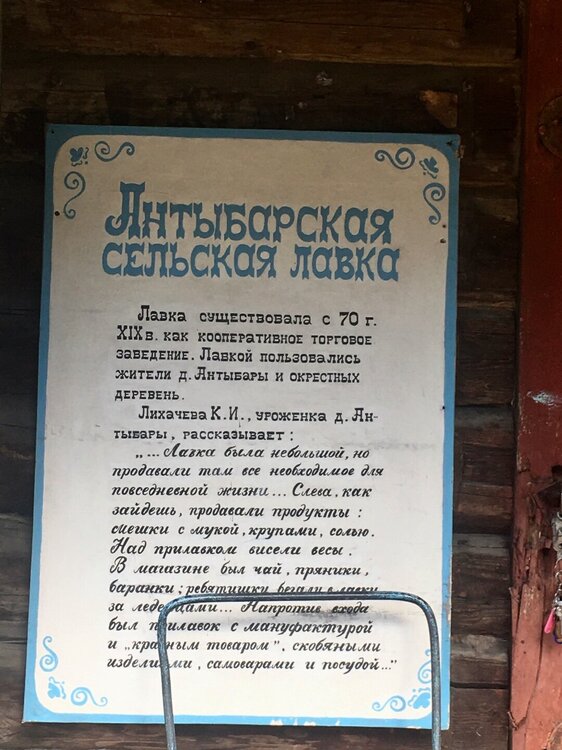 Антыбарская
сельская лавка
Лавка существовала с 70 г.
XIX в. как кооперативное торговое
заведение. Лавкой пользовались
жители д. Антыбары и окрестных
деревень.
Лихачева К.И., уроженка д. Ан-
тыбары, рассказывает:
„... Лавка была небольшой, но
продавали там все необходимое для
повседневной жизни... Слева, как
зайдешь, продавали продукты:
мешки с мукой, крупами, солью.
Над прилавком висели весы.
В магазине был чай, пряники,
баранки; ребятишки бегали в лавку
за леденцами... Напротив входа
был прилавок с мануфактурой
и „красным товаром", скобяными
изделиями, самоварами и посудой..."